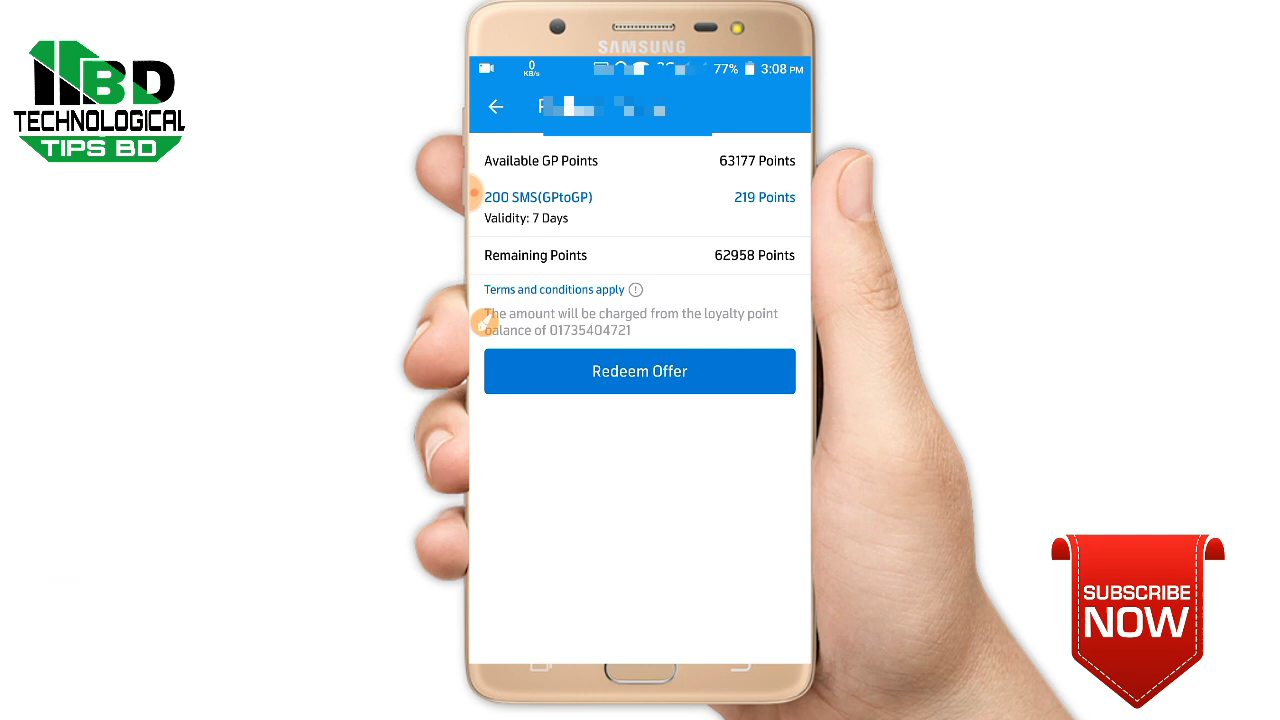 TECHNOLOGICAL
TIPS BD
SAMSUNG
0
KB/s
77% 3:08 PM
Available GP Points 63177 Points
200 SMS(GPtoGP) 219 Points
Validity: 7 Days
Remaining Points 62958 Points
Terms and conditions apply
The amount will be charged from the loyalty point
balance of 01735404721
Redeem Offer
SUBSCRIBE
NOW